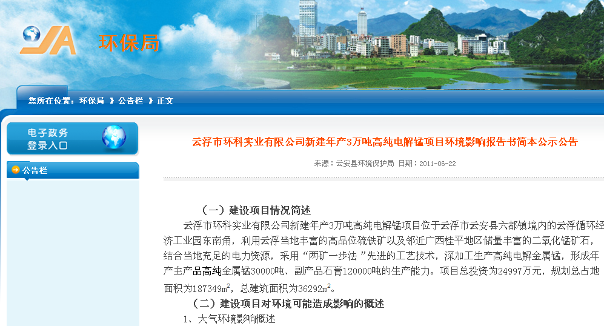 JA 环保局
您所在位置：环保局 》公告栏 》正文
电子政务
登录入口
公告栏
云浮市环科实业有限公司新建年产3万吨高纯电解锰项目环境影响报告书简本公示公告
来源：云安县环境保护局 日期：2011-06-22
（一）建设项目情况简述
云浮市环科实业有限公司新建年产3万吨高纯电解锰项目位于云浮市云安县六都镇境内的云浮循环经
济工业园东南角，利用云浮当地丰富的高品位硫铁矿以及邻近广西桂平地区储量丰富的二氧化锰矿石，
结合当地充足的电力资源，采用“两矿一步法”先进的工艺技术，深加工生产高纯电解金属锰，形成年
产主产品高纯金属锰30000吨、副产品石膏120000吨的生产能力。项目总投资为24997万元，规划总占地
面积为187349m²，总建筑面积为36292m²。
（二）建设项目对环境可能造成影响的概述
1、大气环境影响概述